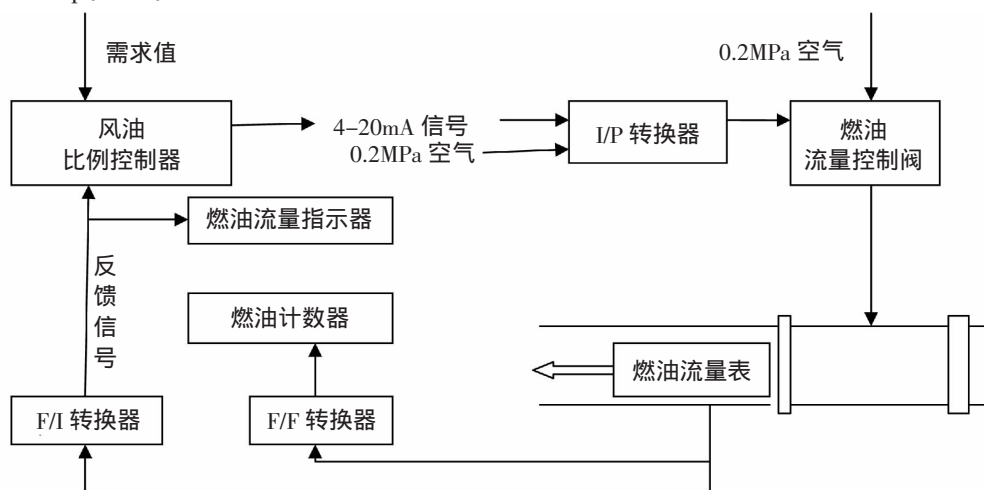 需求值
0.2MPa 空气
风油
比例控制器
4-20mA 信号
0.2MPa 空气
I/P 转换器
燃油
流量控制阀
燃油流量指示器
反
馈
信
号
燃油计数器
燃油流量表
F/I 转换器
F/F 转换器